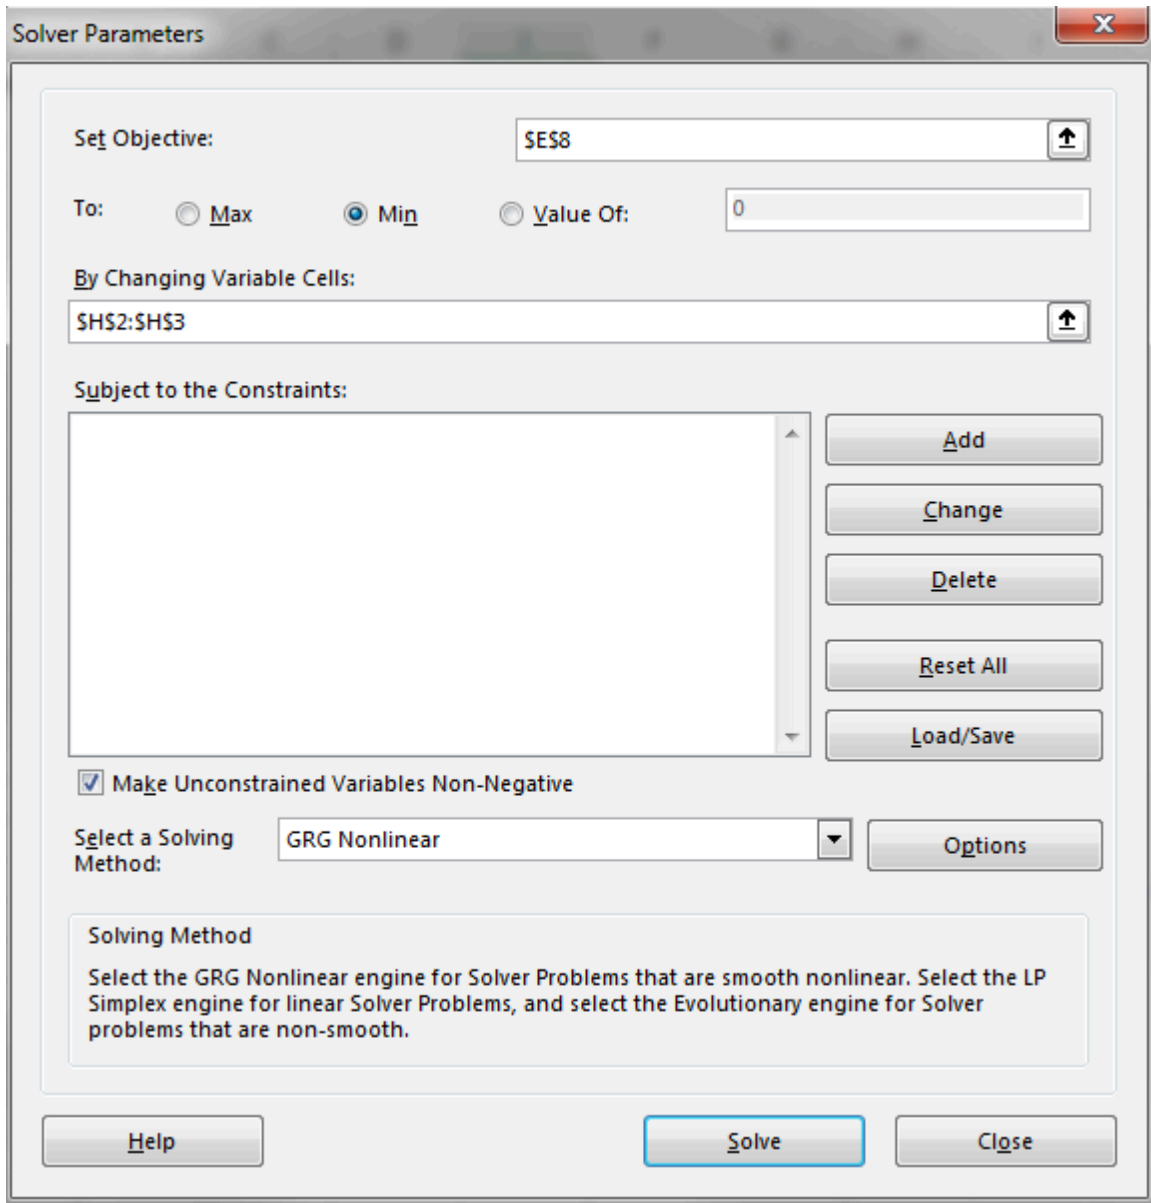 Solver Parameters
Set Objective:
$E$8
To:
Max
Min
Value Of:
0
By Changing Variable Cells:
$H$2:$H$3
Subject to the Constraints:
Add
Change
Delete
Reset All
Load/Save
Make Unconstrained Variables Non-Negative
Select a Solving
Method:
GRG Nonlinear
Options
Solving Method
Select the GRG Nonlinear engine for Solver Problems that are smooth nonlinear. Select the LP
Simplex engine for linear Solver Problems, and select the Evolutionary engine for Solver
problems that are non-smooth.
Help
Solve
Close